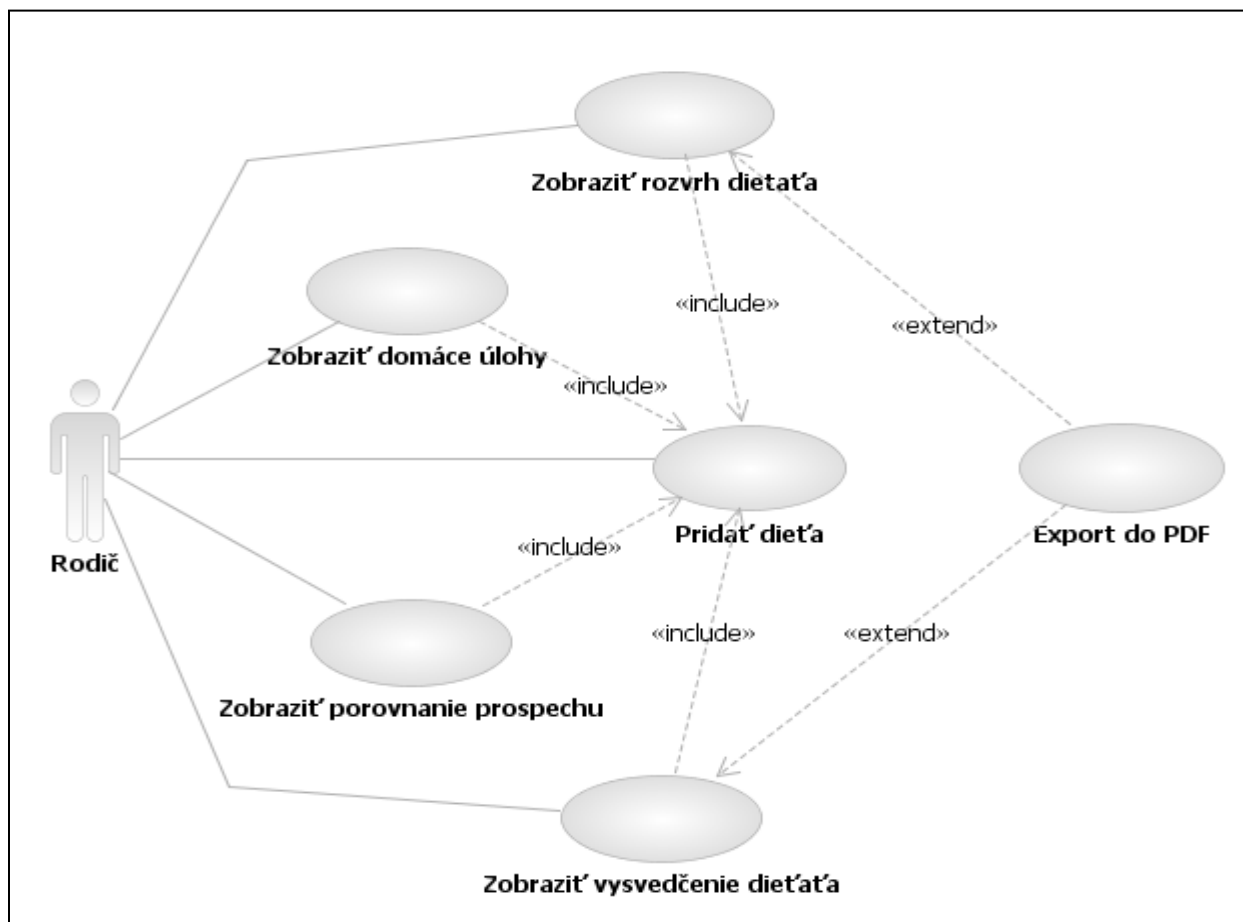 Zobraziť rozvrh dietaťa
«include»
«extend»
Zobraziť domáce úlohy
«include»
Rodič
Pridať dieťa
Export do PDF
«include»
«include»
«extend»
Zobraziť porovnanie prospechu
Zobraziť vysvedčenie dieťaťa